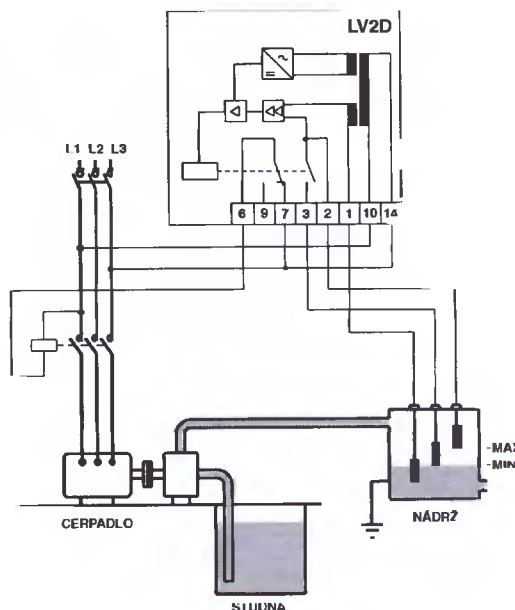 LV2D
L1 L2 L3
6 9 7 3 2 1 10 14
-MAX
-MIN
CERPADLO
NÁDRŽ
STUDNA